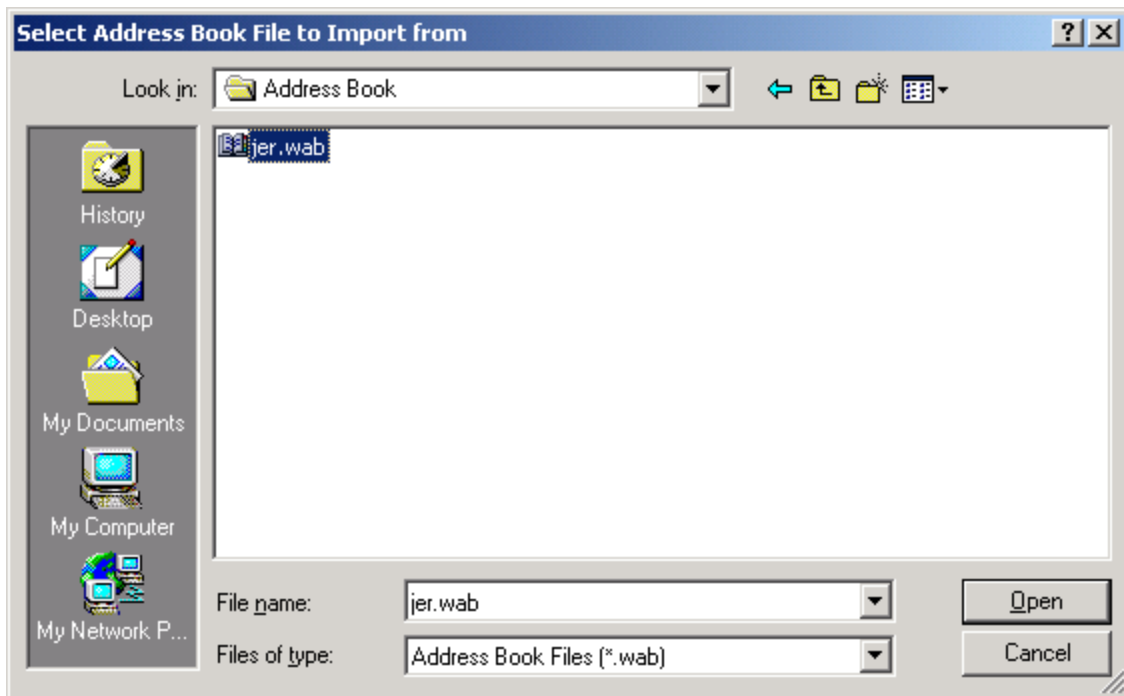 Select Address Book File to Import from
Look in: Address Book
jer.wab
History
Desktop
My Documents
My Computer
My Network P...
File name: jer.wab Open
Files of type: Address Book Files (*.wab) Cancel